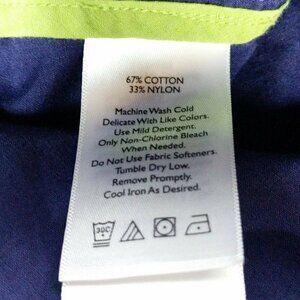 67% COTTON
33% NYLON
Machine Wash Cold
Delicate With Like Colors.
Use Mild Detergent.
Only Non-Chlorine Bleach
When Needed.
Do Not Use Fabric Softeners.
Tumble Dry Low.
Remove Promptly.
Cool Iron As Desired.
30C